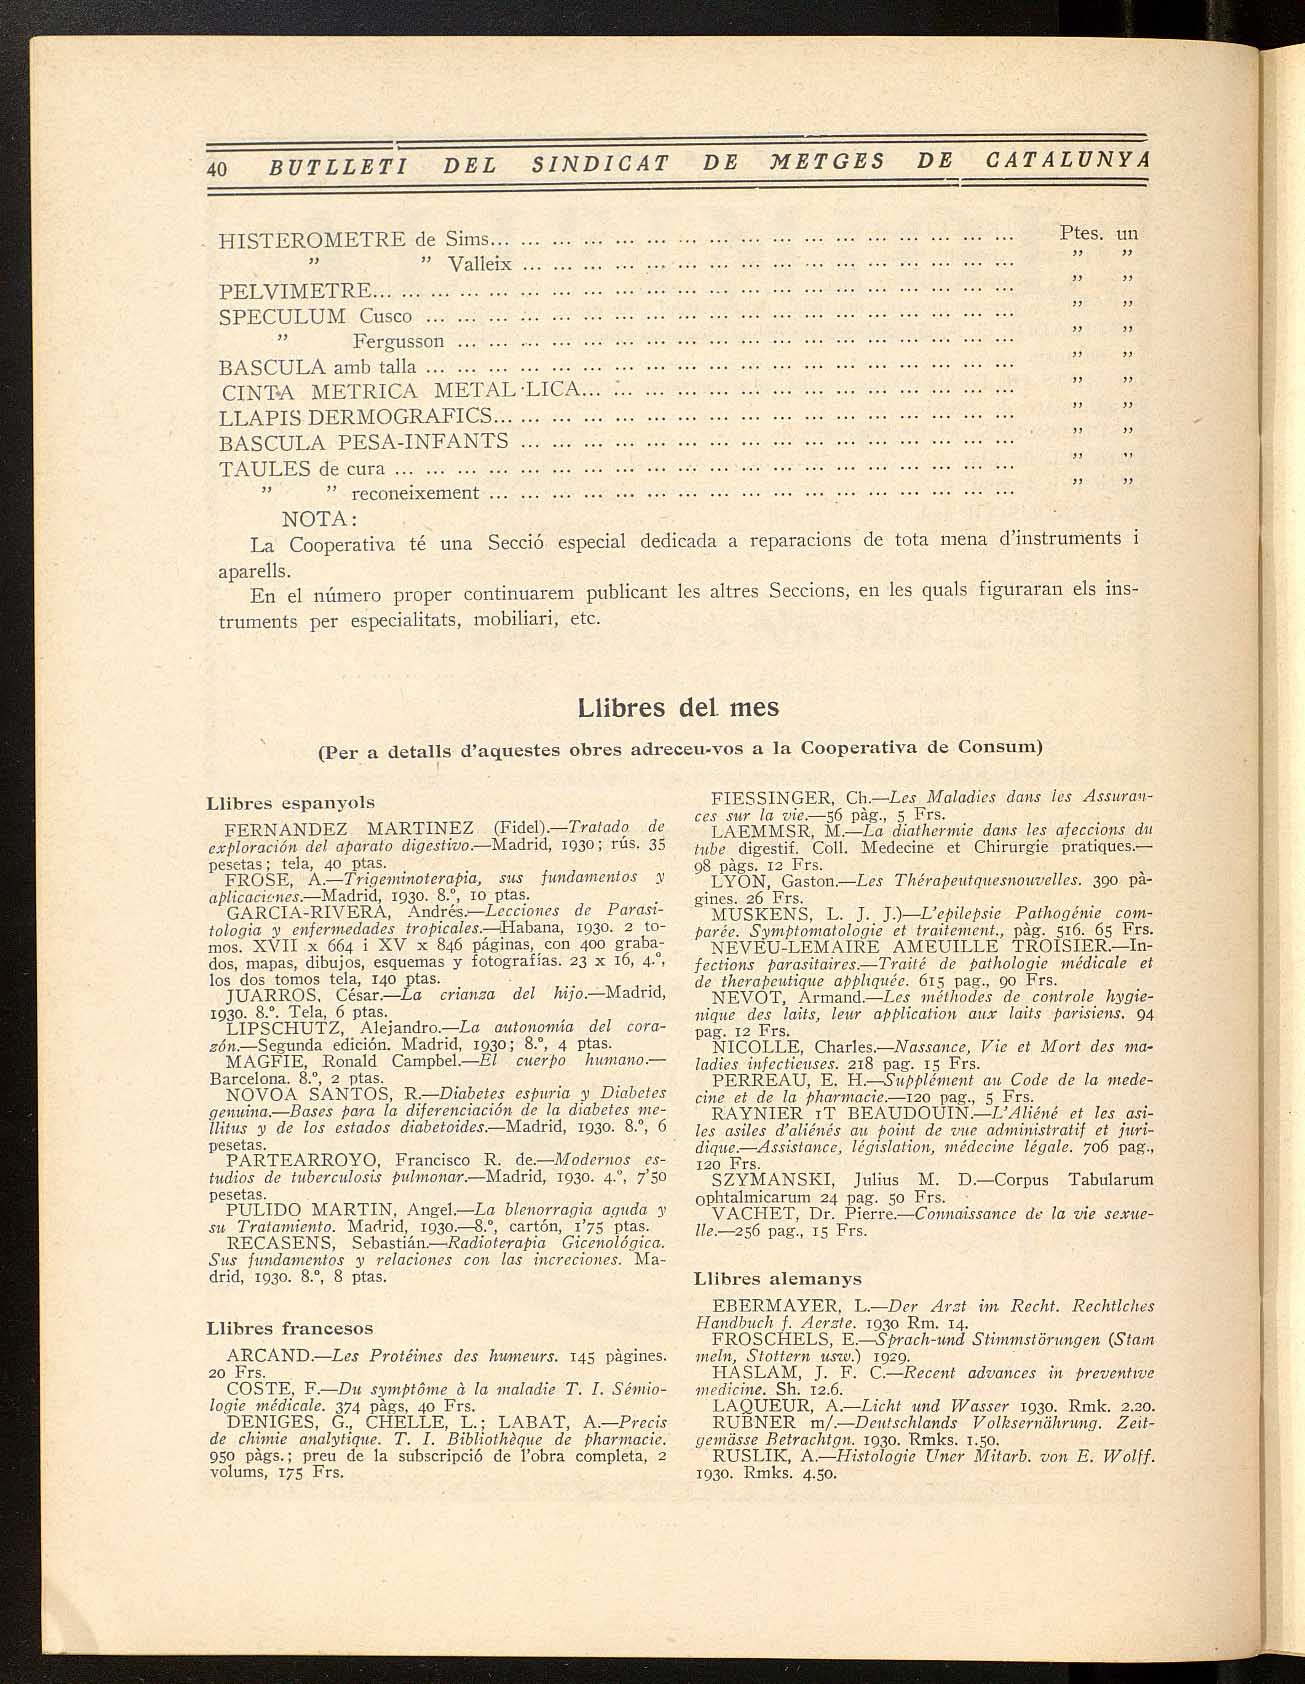 40 BUTLLETI DEL SINDICAT DE METGES DE CATALUNYA
HISTEROMETRE de Sims... ... ... ... ... ... ... ... ... ... ... ... ... ... ... ... ... Ptes. un
" " Valleix ... ... ... ... ... ... ... ... ... ... ... ... ... ... ... ... " "
PELVIMETRE... ... ... ... ... ... ... ... ... ... ... ... ... ... ... ... ... ... ... ... ... " "
SPECULUM Cusco ... ... ... ... ... ... ... ... ... ... ... ... ... ... ... ... ... ... ... " "
" Fergusson ... ... ... ... ... ... ... ... ... ... ... ... ... ... ... ... ... ... " "
BASCULA amb talla ... ... ... ... ... ... ... ... ... ... ... ... ... ... ... ... ... ... ... " "
CINTA METRICA METAL·LICA... ... ... ... ... ... ... ... ... ... ... ... ... ... " "
LLAPIS DERMOGRAFICS... ... ... ... ... ... ... ... ... ... ... ... ... ... ... ... ... " "
BASCULA PESA-INFANTS ... ... ... ... ... ... ... ... ... ... ... ... ... ... ... ... " "
TAULES de cura ... ... ... ... ... ... ... ... ... ... ... ... ... ... ... ... ... ... ... ... " "
" " reconeixement ... ... ... ... ... ... ... ... ... ... ... ... ... ... ... ... ... " "
NOTA:
La Cooperativa té una Secció especial dedicada a reparacions de tota mena d'instruments i
aparells.
En el número proper continuarem publicant les altres Seccions, en les quals figuraran els ins-
truments per especialitats, mobiliari, etc.
Llibres del mes
(Per a detalls d'aquestes obres adreceu-vos a la Cooperativa de Consum)
Llibres espanyols
FERNANDEZ MARTINEZ (Fidel).—Tratado de
exploración del aparato digestivo.—Madrid, 1930; rús. 35
pesetas; tela, 40 ptas.
FROSE, A.—Trigeminoterapia, sus fundamentos y
aplicaciones.—Madrid, 1930. 8.º, 10 ptas.
GARCIA-RIVERA, Andrés.—Lecciones de Parasi-
tologia y enfermedades tropicales.—Habana, 1930. 2 to-
mos. XVII x 664 i XV x 846 páginas, con 400 graba-
dos, mapas, dibujos, esquemas y fotografías. 23 x 16, 4.º,
los dos tomos tela, 140 ptas.
JUARROS, César.—La crianza del hijo.—Madrid,
1930. 8.º. Tela, 6 ptas.
LIPSCHUTZ, Alejandro.—La autonomía del cora-
zón.—Segunda edición. Madrid, 1930; 8.º, 4 ptas.
MAGFIE, Ronald Campbel.—El cuerpo humano.—
Barcelona. 8.º, 2 ptas.
NOVOA SANTOS, R.—Diabetes espuria y Diabetes
genuina.—Bases para la diferenciación de la diabetes me-
llitus y de los estados diabetoides.—Madrid, 1930. 8.º, 6
pesetas.
PARTEARROYO, Francisco R. de.—Modernos es-
tudios de tuberculosis pulmonar.—Madrid, 1930. 4.º, 7'50
pesetas.
PULIDO MARTIN, Angel.—La blenorragia aguda y
su Tratamiento. Madrid, 1930.—8.º, cartón, 1'75 ptas.
RECASENS, Sebastián.—Radioterapia Gicenológica.
Sus fundamentos y relaciones con las increciones. Ma-
drid, 1930. 8.º, 8 ptas.
Llibres francesos
ARCAND.—Les Protéines des humeurs. 145 pàgines.
20 Frs.
COSTE, F.—Du symptôme à la maladie T. I. Sémio-
logie médicale. 374 pàgs, 40 Frs.
DENIGES, G., CHELLE, L.; LABAT, A.—Precis
de chimie analytique. T. I. Bibliothèque de pharmacie.
950 pàgs.; preu de la subscripció de l'obra completa, 2
volums, 175 Frs.
FIESSINGER, Ch.—Les Maladies dans les Assuran-
ces sur la vie.—56 pàg., 5 Frs.
LAEMMSR, M.—La diathermie dans les afeccions du
tube digestif. Coll. Medecine et Chirurgie pratiques.—
98 pàgs. 12 Frs.
LYON, Gaston.—Les Thérapeutquesnouvelles. 390 pà-
gines. 26 Frs.
MUSKENS, L. J. J.)—L'epilepsie Pathogénie com-
parée. Symptomatologie et traitement., pàg. 516. 65 Frs.
NEVEU-LEMAIRE AMEUILLE TROISIER.—In-
fections parasitaires.—Traité de pathologie médicale et
de therapeutique appliquée. 615 pag., 90 Frs.
NEVOT, Armand.—Les méthodes de controle hygie-
nique des laits, leur application aux laits parisiens. 94
pag. 12 Frs.
NICOLLE, Charles.—Nassance, Vie et Mort des ma-
ladies infectieuses. 218 pag. 15 Frs.
PERREAU, E. H.—Supplément au Code de la mede-
cine et de la pharmacie.—120 pag., 5 Frs.
RAYNIER IT BEAUDOUIN.—L'Aliéné et les asi-
les asiles d'aliénés au point de vue administratif et juri-
dique.—Assistance, législation, médecine légale. 706 pag.,
120 Frs.
SZYMANSKI, Julius M. D.—Corpus Tabularum
ophtalmicarum 24 pag. 50 Frs.
VACHET, Dr. Pierre.—Connaissance de la vie sexue-
lle.—256 pag., 15 Frs.
Llibres alemanys
EBERMAYER, L.—Der Arzt im Recht. Rechtlches
Handbuch f. Aerzte. 1930 Rm. 14.
FROSCHELS, E.—Sprach-und Stimmstörungen (Stam
meln, Stottern usw.) 1929.
HASLAM, J. F. C.—Recent advances in preventive
medicine. Sh. 12.6.
LAQUEUR, A.—Licht und Wasser 1930. Rmk. 2.20.
RUBNER m/.—Deutschlands Volksernährung. Zeit-
gemässe Betrachtgn. 1930. Rmks. 1.50.
RUSLIK, A.—Histologie Uner Mitarb. von E. Wolff.
1930. Rmks. 4.50.